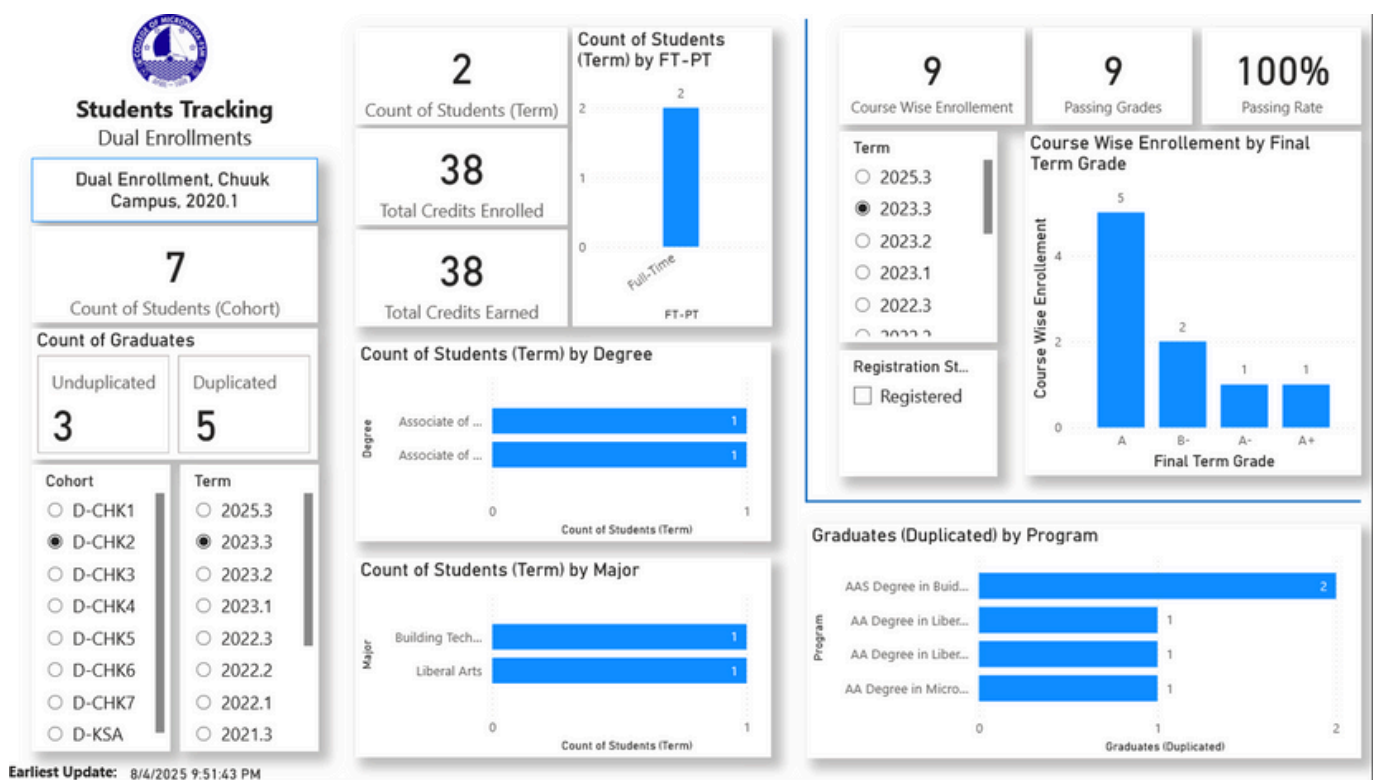 COLLEGE OF MICRONESIA-FSM
Students Tracking
Dual Enrollments
Dual Enrollment, Chuuk
Campus, 2020.1
7
Count of Students (Cohort)
Count of Graduates
Unduplicated
3
Duplicated
5
Cohort
D-CHK1
D-CHK2
D-CHK3
D-CHK4
D-CHK5
D-CHK6
D-CHK7
D-KSA
Term
2025.3
2023.3
2023.2
2023.1
2022.3
2022.2
2022.1
2021.3
Earliest Update: 8/4/2025 9:51:43 PM
2
Count of Students (Term)
38
Total Credits Enrolled
38
Total Credits Earned
Count of Students
(Term) by FT-PT
2
2
1
0
Full-Time
FT-PT
Count of Students (Term) by Degree
Degree
Associate of ...
1
Associate of ...
1
0
1
Count of Students (Term)
Count of Students (Term) by Major
Major
Building Tech...
1
Liberal Arts
1
0
1
Count of Students (Term)
9
Course Wise Enrollement
9
Passing Grades
100%
Passing Rate
Term
2025.3
2023.3
2023.2
2023.1
2022.3
2022.2
Registration St...
Registered
Course Wise Enrollement by Final
Term Grade
Course Wise Enrollement
4
2
0
5
2
1
1
A
B-
A-
A+
Final Term Grade
Graduates (Duplicated) by Program
Program
AAS Degree in Buid...
2
AA Degree in Liber...
1
AA Degree in Liber...
1
AA Degree in Micro...
1
0
1
2
Graduates (Duplicated)